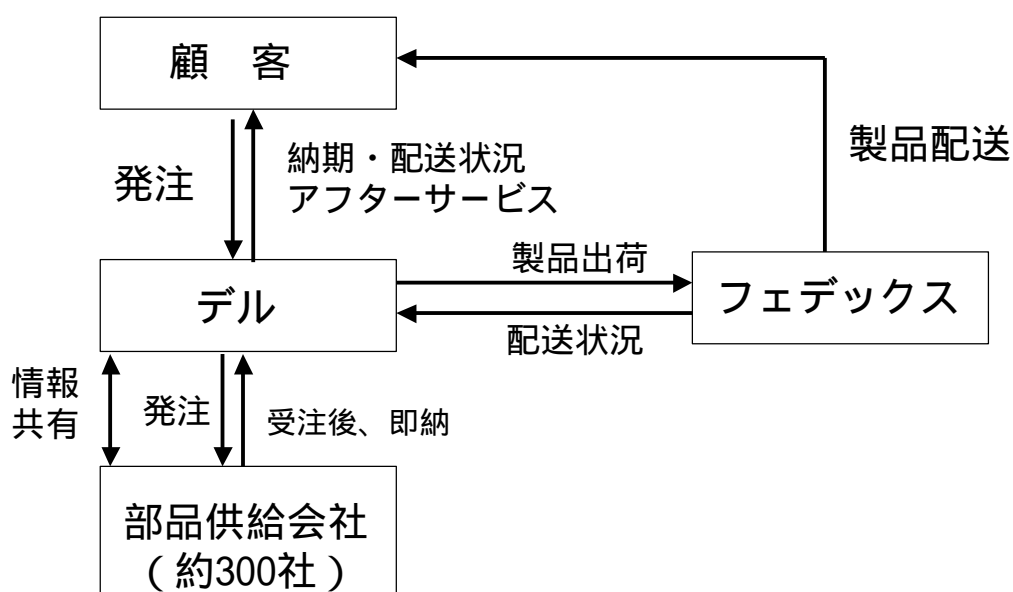 顧 客
製品配送
発注
納期・配送状況
アフターサービス
製品出荷
デル
フェデックス
配送状況
情報
共有
発注
受注後、即納
部品供給会社
（約300社）